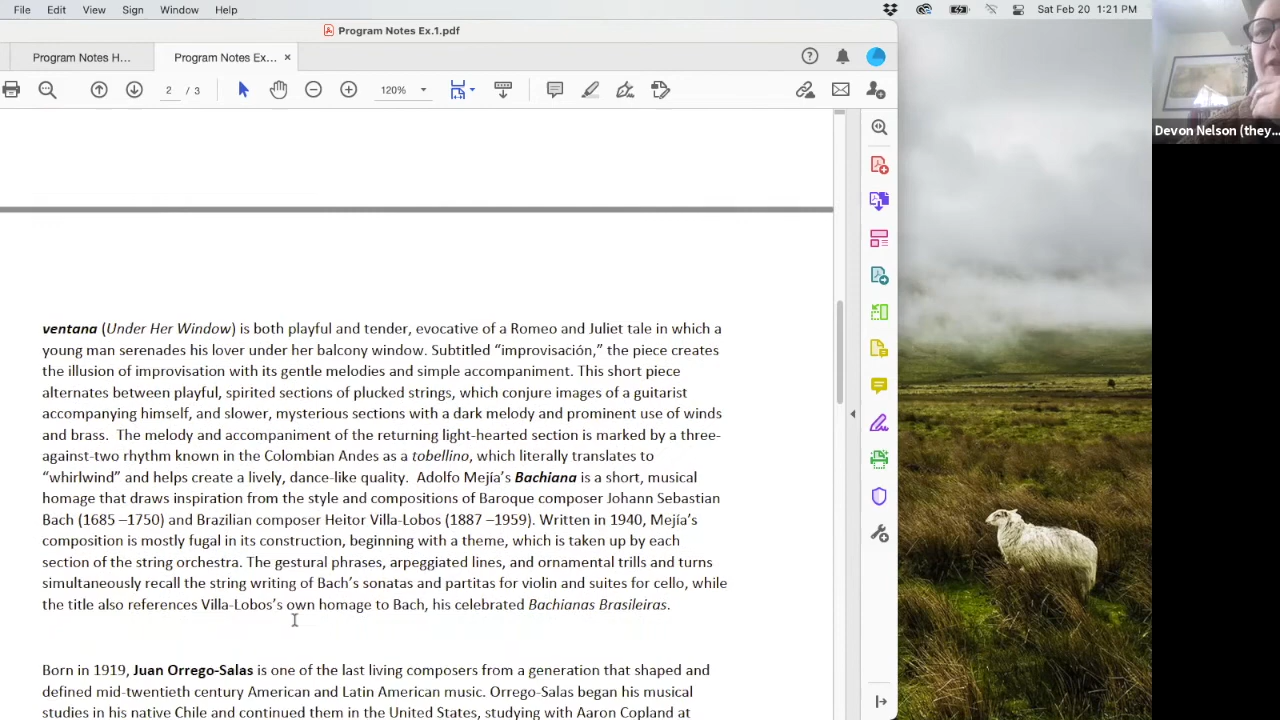 File Edit View Sign Window Help Sat Feb 20 1:21 PM
Program Notes Ex.1.pdf
Program Notes H... Program Notes Ex... ×
2 / 3 120%
Devon Nelson (they...
ventana (Under Her Window) is both playful and tender, evocative of a Romeo and Juliet tale in which a
young man serenades his lover under her balcony window. Subtitled “improvisación,” the piece creates
the illusion of improvisation with its gentle melodies and simple accompaniment. This short piece
alternates between playful, spirited sections of plucked strings, which conjure images of a guitarist
accompanying himself, and slower, mysterious sections with a dark melody and prominent use of winds
and brass.  The melody and accompaniment of the returning light-hearted section is marked by a three-
against-two rhythm known in the Colombian Andes as a tobellino, which literally translates to
“whirlwind” and helps create a lively, dance-like quality.  Adolfo Mejía’s Bachiana is a short, musical
homage that draws inspiration from the style and compositions of Baroque composer Johann Sebastian
Bach (1685 –1750) and Brazilian composer Heitor Villa-Lobos (1887 –1959). Written in 1940, Mejía’s
composition is mostly fugal in its construction, beginning with a theme, which is taken up by each
section of the string orchestra. The gestural phrases, arpeggiated lines, and ornamental trills and turns
simultaneously recall the string writing of Bach’s sonatas and partitas for violin and suites for cello, while
the title also references Villa-Lobos’s own homage to Bach, his celebrated Bachianas Brasileiras.
Born in 1919, Juan Orrego-Salas is one of the last living composers from a generation that shaped and
defined mid-twentieth century American and Latin American music. Orrego-Salas began his musical
studies in his native Chile and continued them in the United States, studying with Aaron Copland at